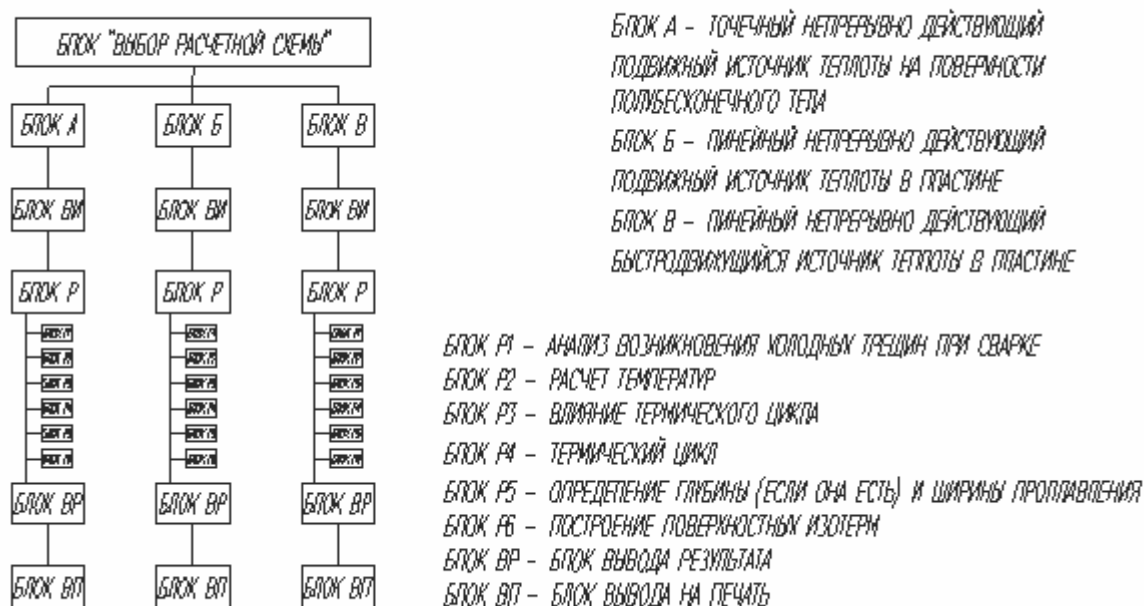 БЛОК "ВЫБОР РАСЧЕТНОЙ СХЕМЫ"
БЛОК А
БЛОК Б
БЛОК В
БЛОК ВИ
БЛОК ВИ
БЛОК ВИ
БЛОК Р
БЛОК Р
БЛОК Р
БЛОК ВР
БЛОК ВР
БЛОК ВР
БЛОК ВП
БЛОК ВП
БЛОК ВП
БЛОК А – ТОЧЕЧНЫЙ НЕПРЕРЫВНО ДЕЙСТВУЮЩИЙ
ПОДВИЖНЫЙ ИСТОЧНИК ТЕПЛОТЫ НА ПОВЕРХНОСТИ
ПОЛУБЕСКОНЕЧНОГО ТЕЛА
БЛОК Б – ЛИНЕЙНЫЙ НЕПРЕРЫВНО ДЕЙСТВУЮЩИЙ
ПОДВИЖНЫЙ ИСТОЧНИК ТЕПЛОТЫ В ПЛАСТИНЕ
БЛОК В – ЛИНЕЙНЫЙ НЕПРЕРЫВНО ДЕЙСТВУЮЩИЙ
БЫСТРОДВИЖУЩИЙСЯ ИСТОЧНИК ТЕПЛОТЫ В ПЛАСТИНЕ
БЛОК Р1 – АНАЛИЗ ВОЗНИКНОВЕНИЯ ХОЛОДНЫХ ТРЕЩИН ПРИ СВАРКЕ
БЛОК Р2 – РАСЧЕТ ТЕМПЕРАТУР
БЛОК Р3 – ВЛИЯНИЕ ТЕРМИЧЕСКОГО ЦИКЛА
БЛОК Р4 – ТЕРМИЧЕСКИЙ ЦИКЛ
БЛОК Р5 – ОПРЕДЕЛЕНИЕ ГЛУБИНЫ (ЕСЛИ ОНА ЕСТЬ) И ШИРИНЫ ПРОПЛАВЛЕНИЯ
БЛОК Р6 – ПОСТРОЕНИЕ ПОВЕРХНОСТНЫХ ИЗОТЕРМ
БЛОК ВР – БЛОК ВЫВОДА РЕЗУЛЬТАТА
БЛОК ВП – БЛОК ВЫВОДА НА ПЕЧАТЬ